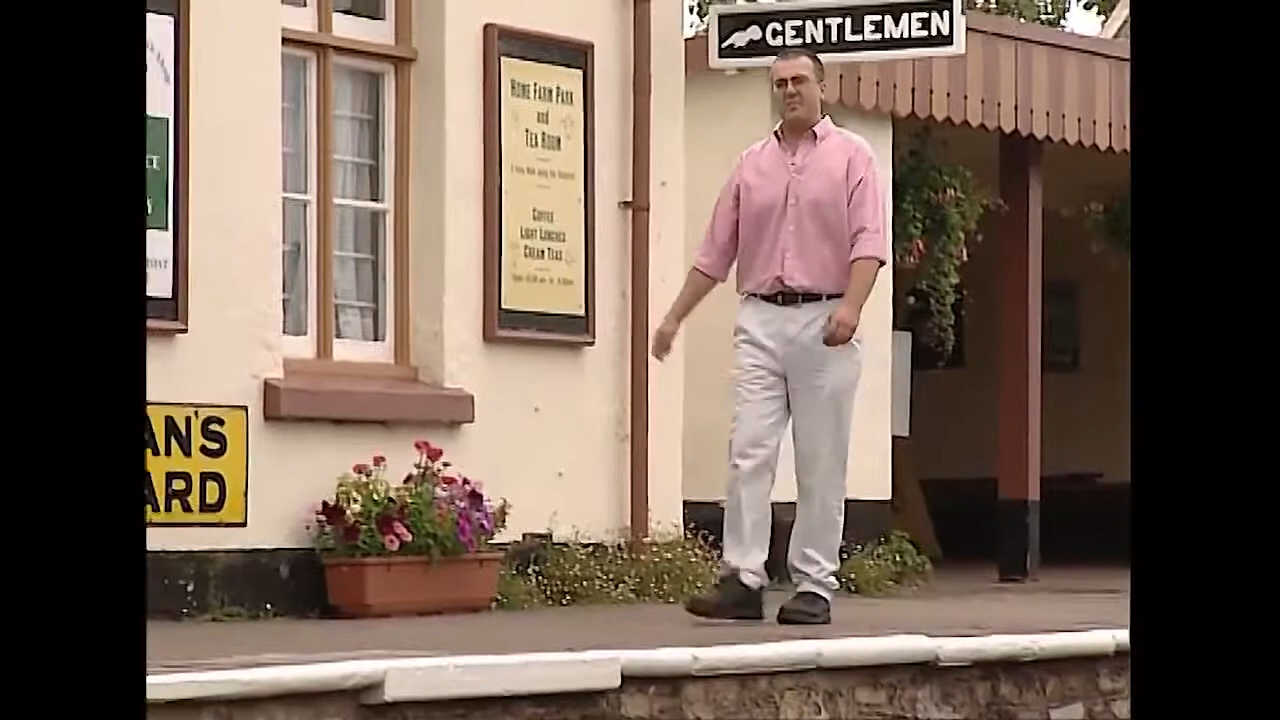 GENTLEMEN
HOME FARM PARK
and
TEA ROOM
COFFEE
LIGHT LUNCHES
CREAM TEAS
AN'S
ARD